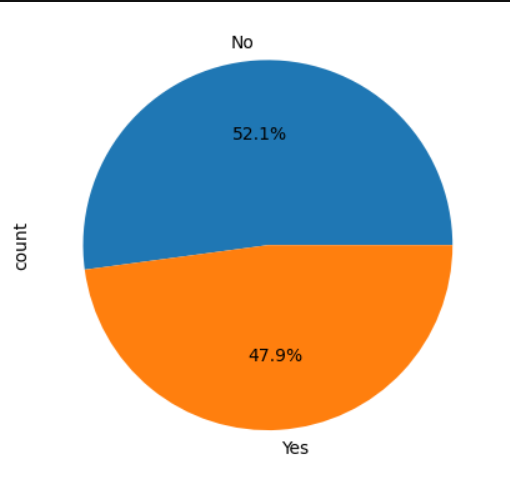 No
52.1%
count
47.9%
Yes